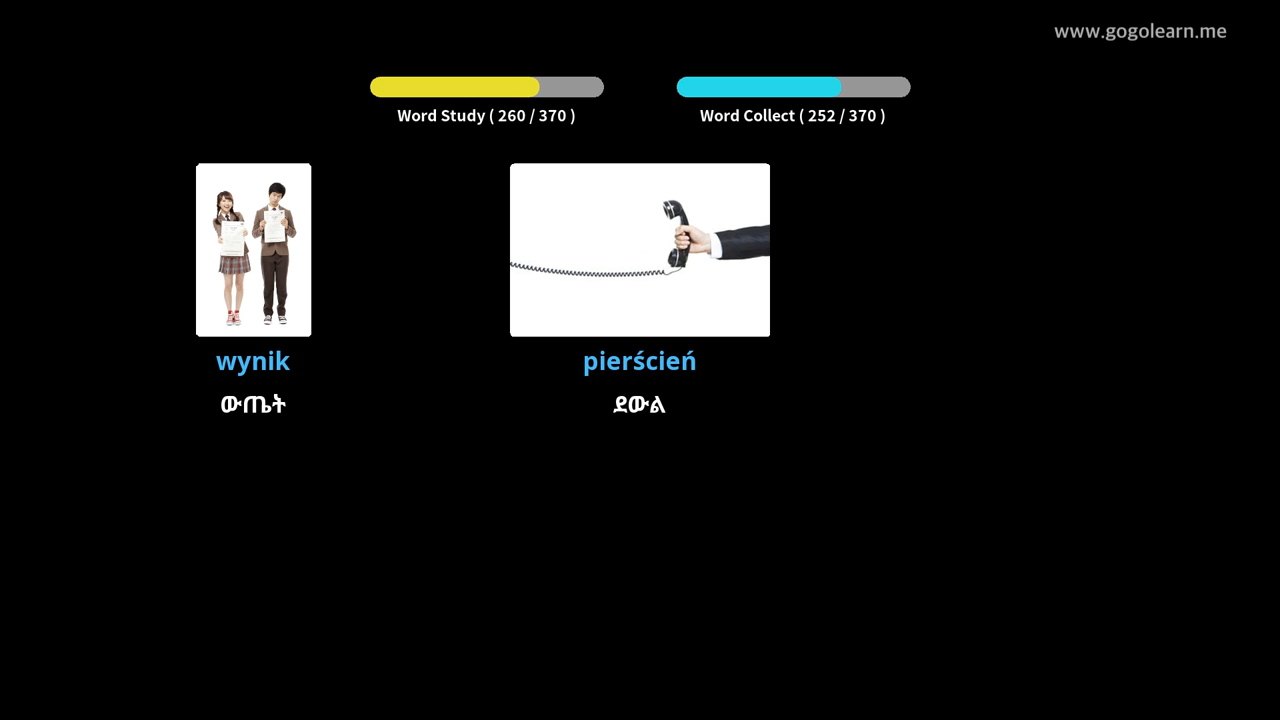 www.gogolearn.me
Word Study ( 260 / 370 )
Word Collect ( 252 / 370 )
wynik
pierścień
ውጤት
ደውል